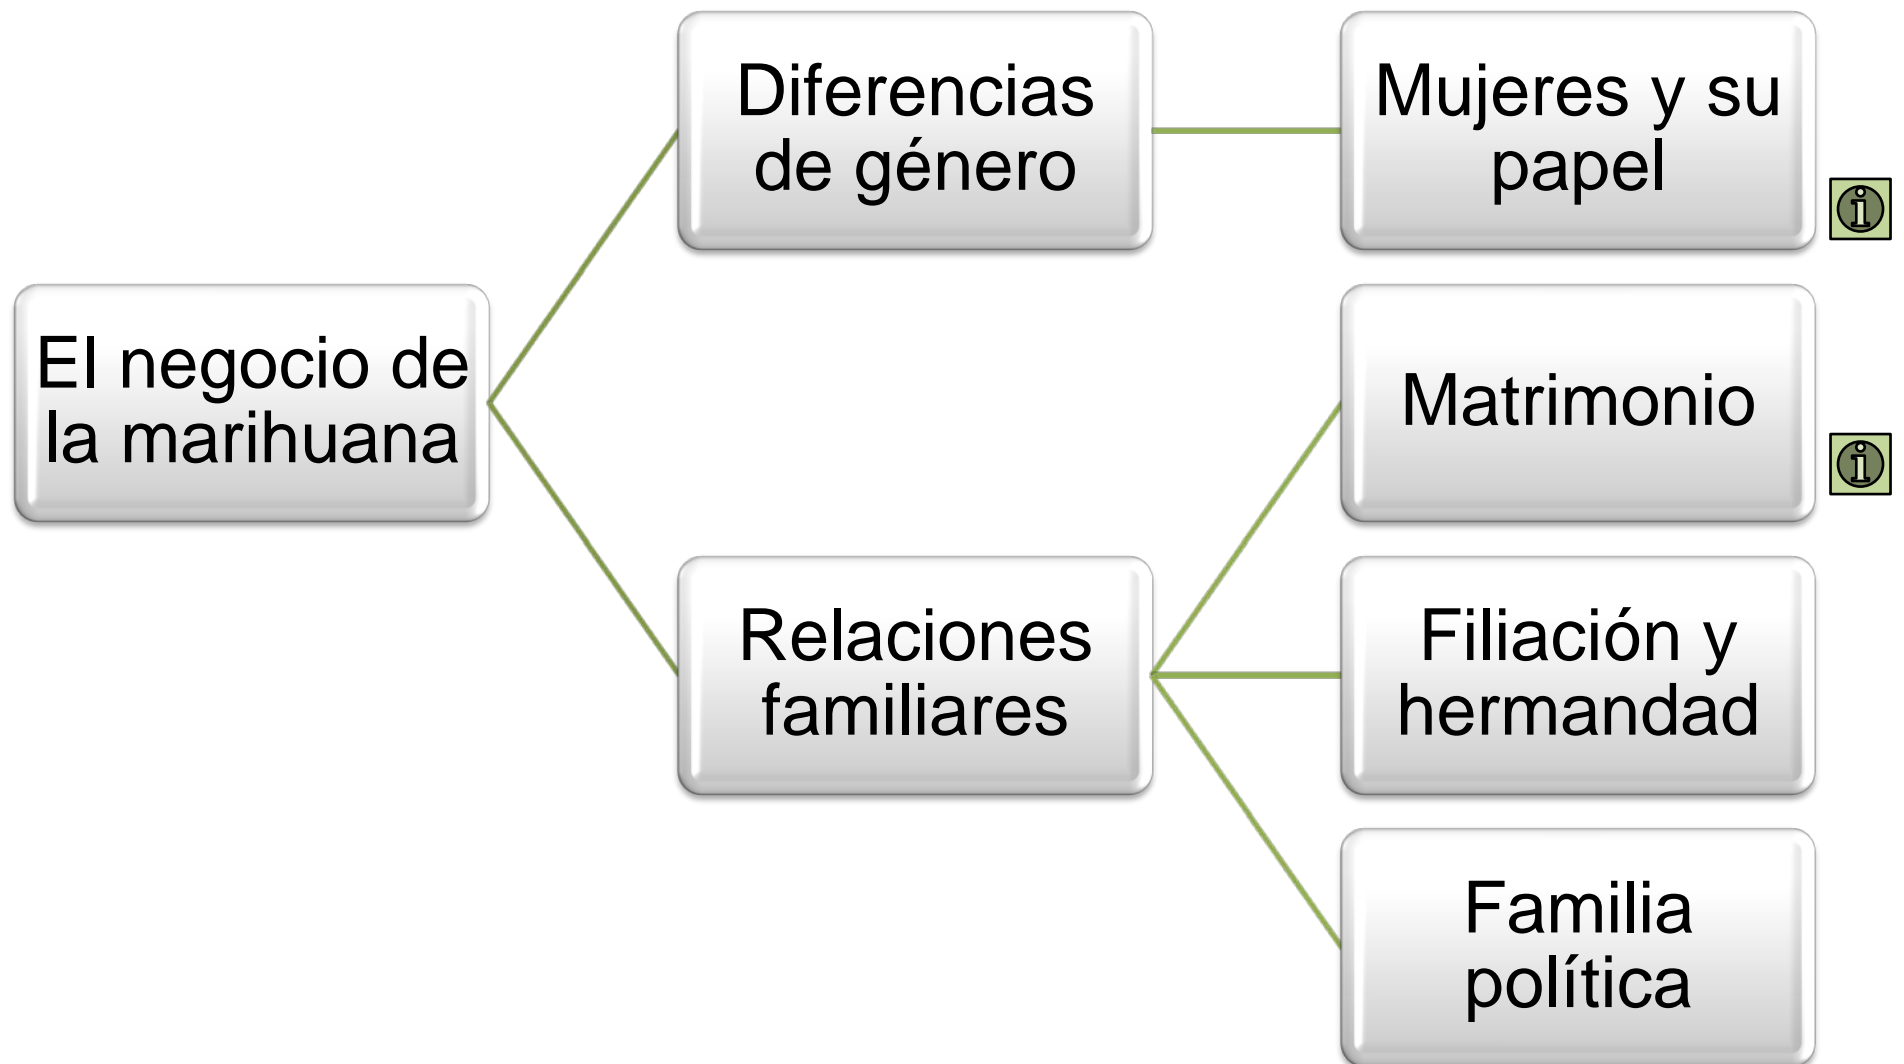 Diferencias
de género
Mujeres y su
papel
El negocio de
la marihuana
Matrimonio
Relaciones
familiares
Filiación y
hermandad
Familia
política